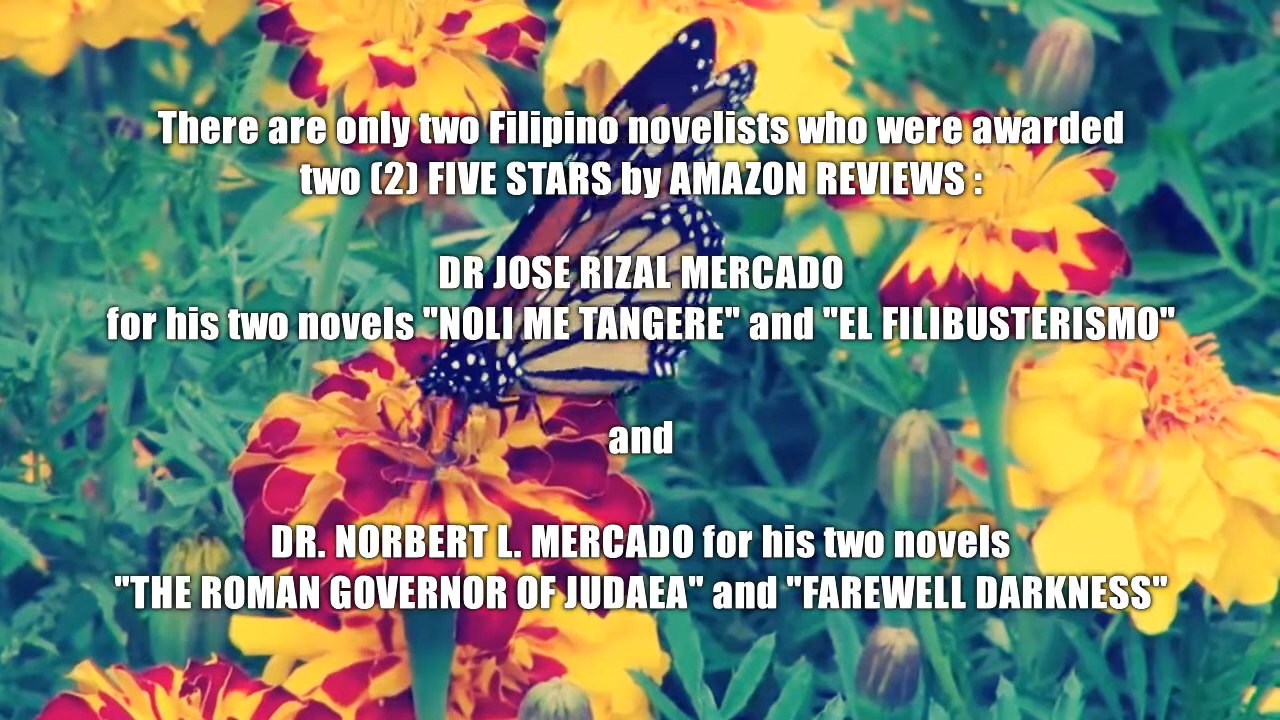 There are only two Filipino novelists who were awarded
two (2) FIVE STARS by AMAZON REVIEWS :
DR JOSE RIZAL MERCADO
for his two novels "NOLI ME TANGERE" and "EL FILIBUSTERISMO"
and
DR. NORBERT L. MERCADO for his two novels
"THE ROMAN GOVERNOR OF JUDAEA" and "FAREWELL DARKNESS"